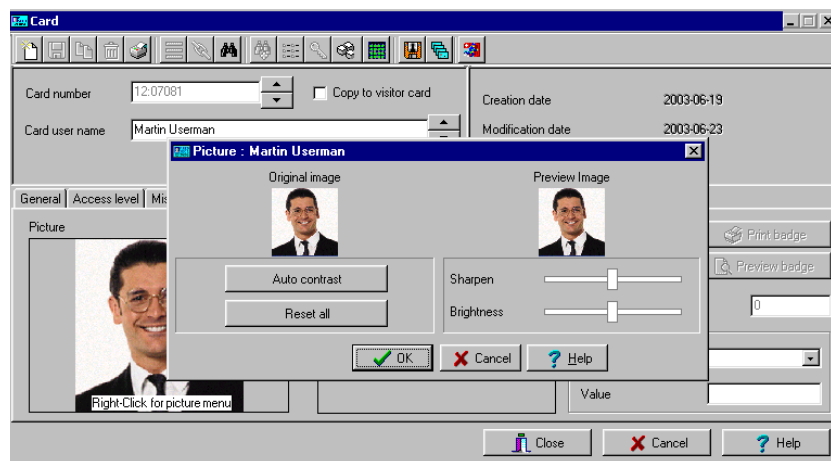 Card
Card number
12:07081
Copy to visitor card
Creation date
2003-06-19
Card user name
Martin Userman
Modification date
2003-06-23
Picture : Martin Userman
Original image
Preview Image
General
Access level
Picture
Print badge
Preview badge
Auto contrast
Sharpen
Reset all
Brightness
0
OK
Cancel
Help
Right-Click for picture menu
Value
Close
Cancel
Help